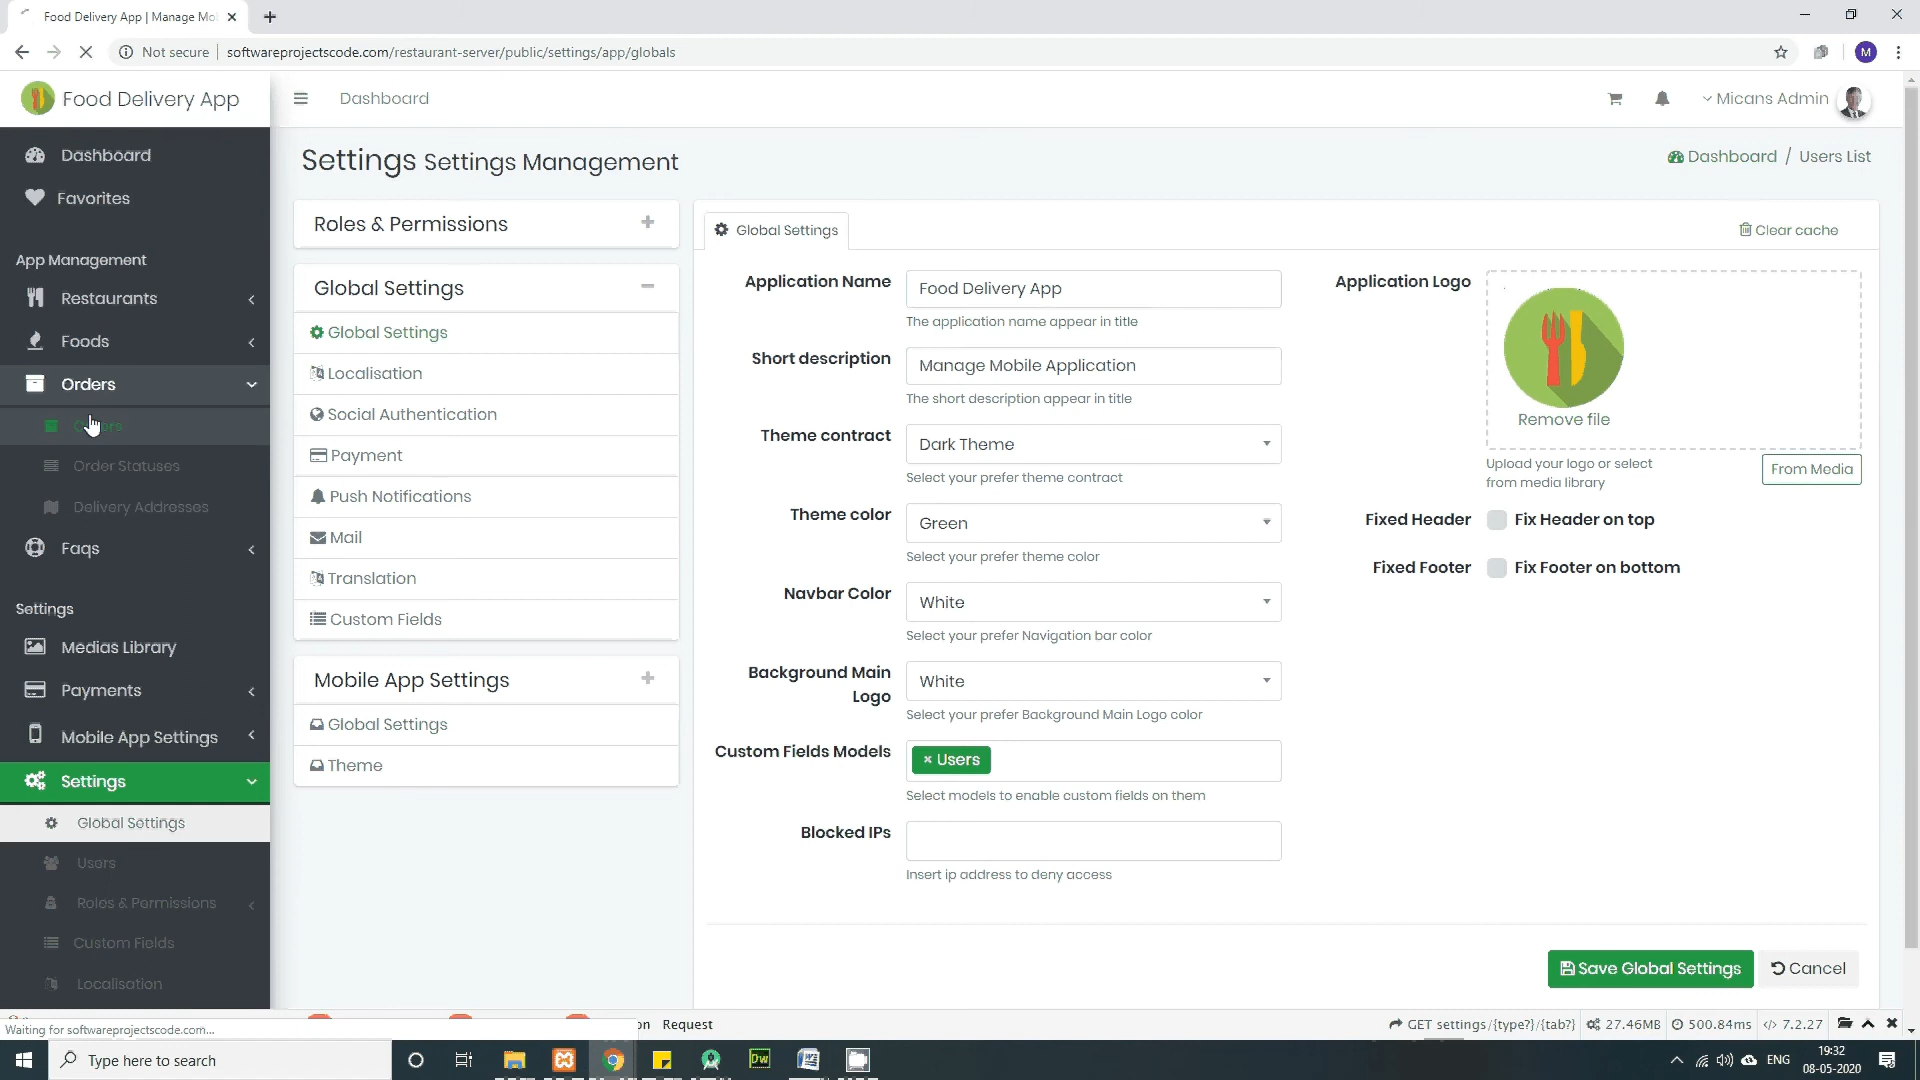 Food Delivery App | Manage Mo
Not secure
softwareprojectscode.com/restaurant-server/public/settings/app/globals
M
Food Delivery App
Dashboard
Micans Admin
Dashboard
Favorites
App Management
Restaurants
Foods
Orders
Order Statuses
Delivery Addresses
Faqs
Settings
Medias Library
Payments
Mobile App Settings
Settings
Global Settings
Users
Roles & Permissions
Custom Fields
Localisation
Settings Settings Management
Dashboard / Users List
Roles & Permissions
Global Settings
Global Settings
Localisation
Social Authentication
Payment
Push Notifications
Mail
Translation
Custom Fields
Mobile App Settings
Global Settings
Theme
Global Settings
Clear cache
Application Name
Food Delivery App
The application name appear in title
Short description
Manage Mobile Application
The short description appear in title
Theme contract
Dark Theme
Select your prefer theme contract
Theme color
Green
Select your prefer theme color
Navbar Color
White
Select your prefer Navigation bar color
Background Main
Logo
White
Select your prefer Background Main Logo color
Custom Fields Models
× Users
Select models to enable custom fields on them
Blocked IPs
Insert ip address to deny access
Application Logo
Remove file
Upload your logo or select
from media library
From Media
Fixed Header
Fix Header on top
Fixed Footer
Fix Footer on bottom
Save Global Settings
Cancel
Waiting for softwareprojectscode.com...
on Request
GET settings/{type?}/{tab?}
27.46MB
500.84ms
7.2.27
Type here to search
Dw
ENG
19:32
08-05-2020